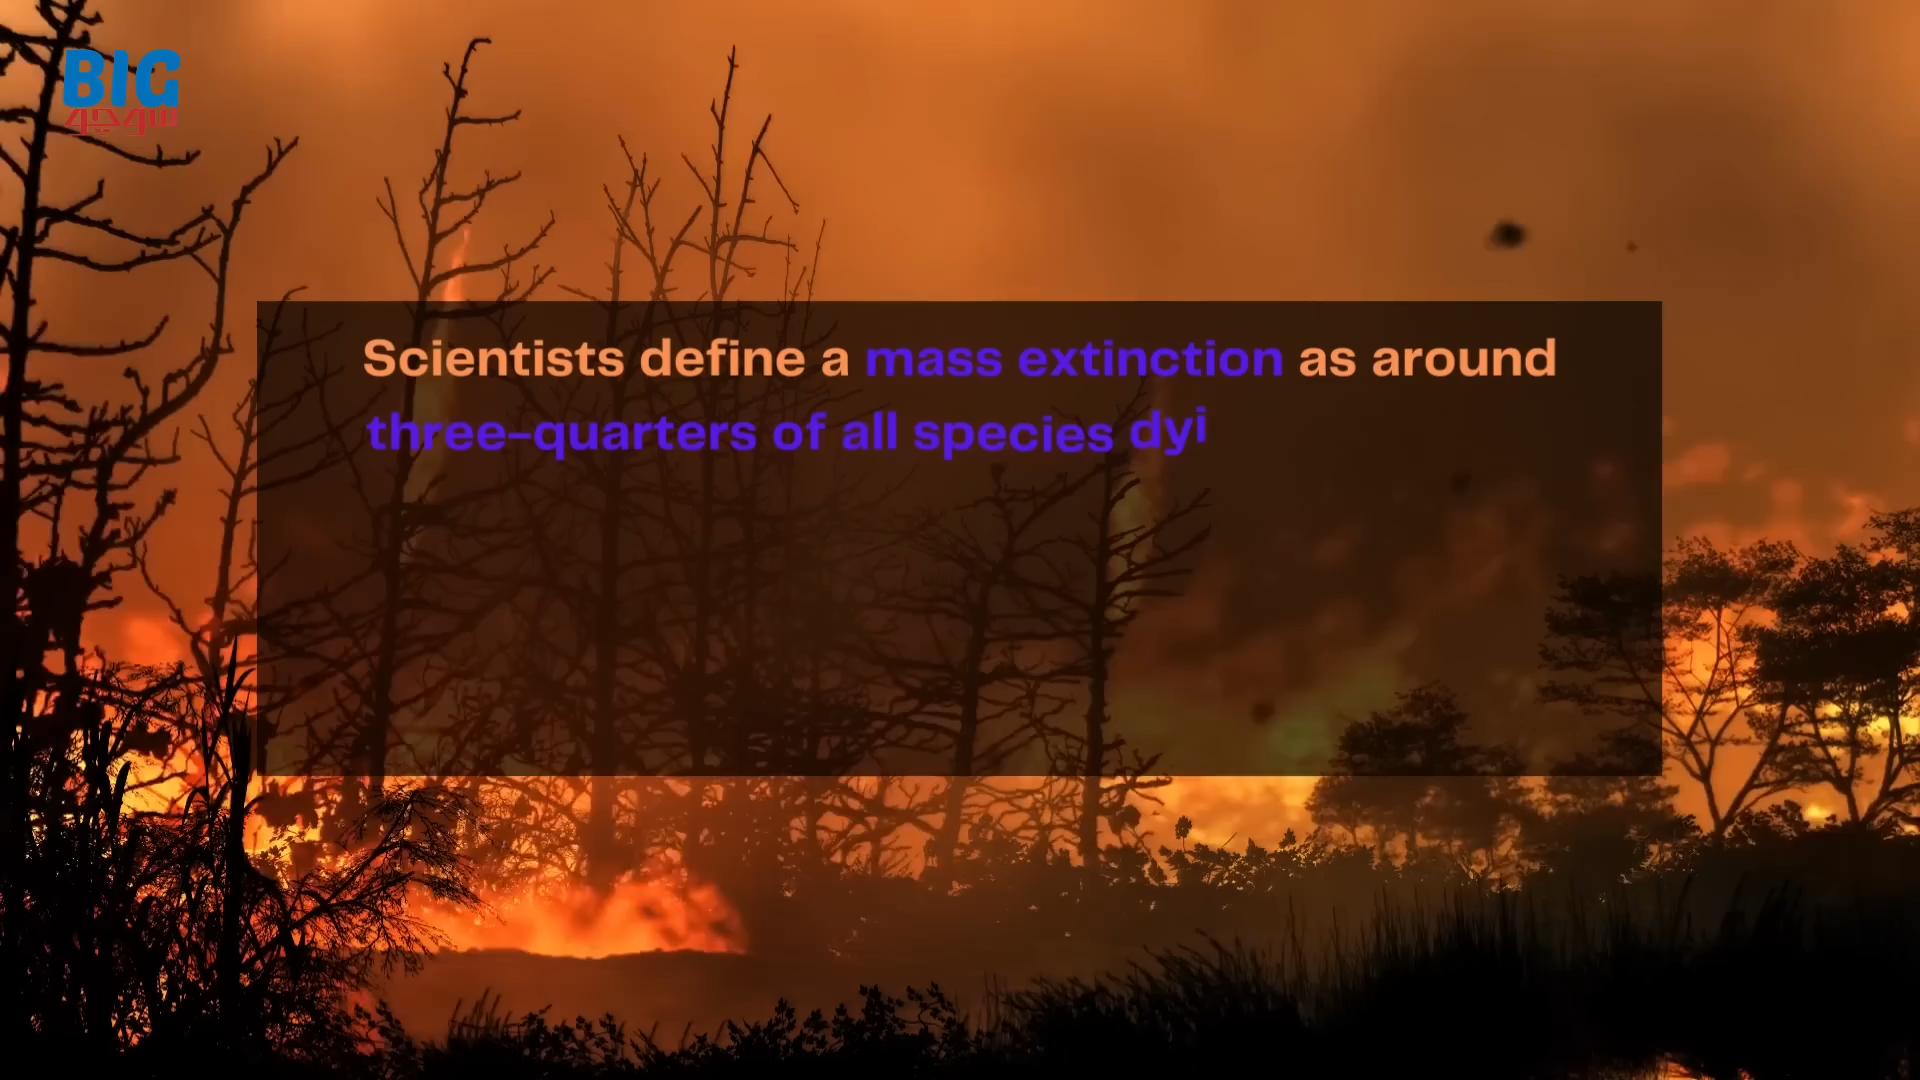 BIG
Scientists define a mass extinction as around
three-quarters of all species dyi